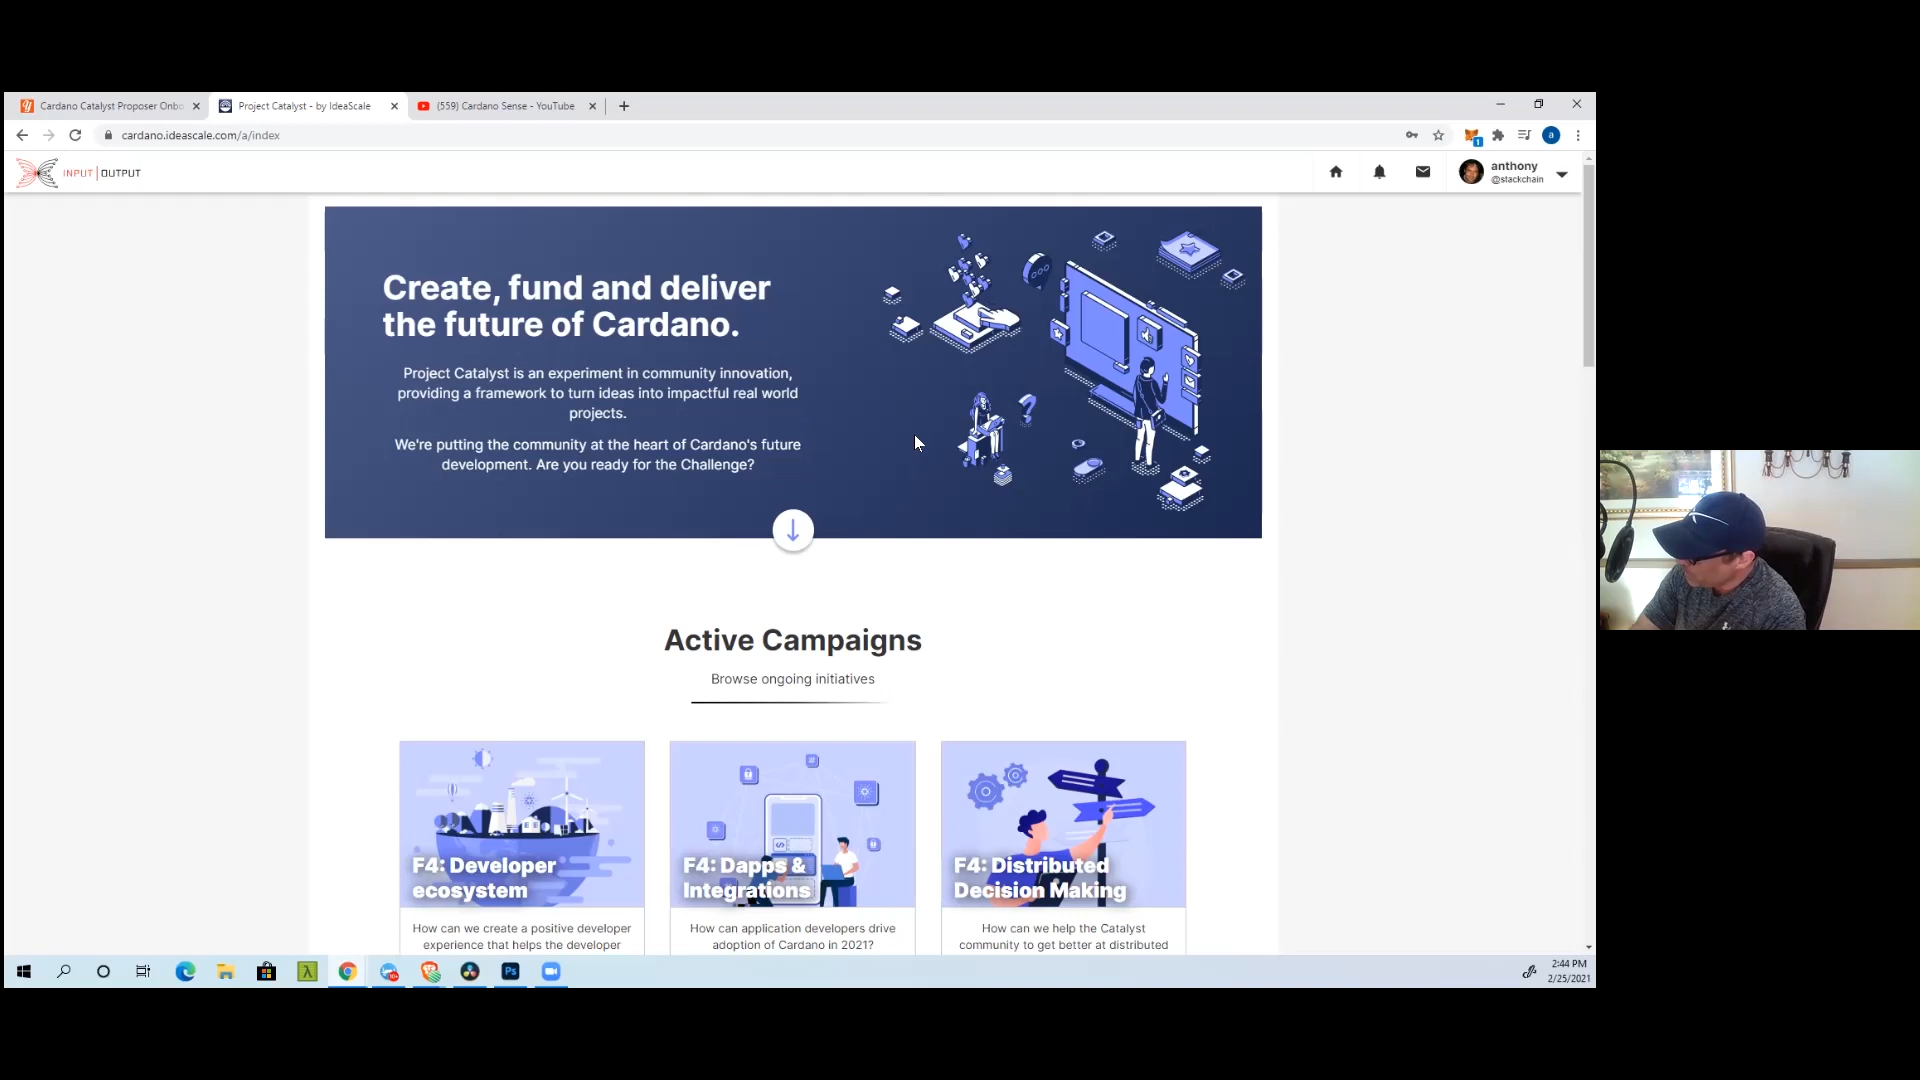 Cardano Catalyst Proposer Onbo
Project Catalyst - by IdeaScale
(559) Cardano Sense - YouTube
cardano.ideascale.com/a/index
1
a
INPUT | OUTPUT
anthony
@stackchain
Create, fund and deliver
the future of Cardano.
Project Catalyst is an experiment in community innovation,
providing a framework to turn ideas into impactful real world
projects.
We're putting the community at the heart of Cardano's future
development. Are you ready for the Challenge?
Active Campaigns
Browse ongoing initiatives
F4: Developer
ecosystem
F4: Dapps &
Integrations
F4: Distributed
Decision Making
How can we create a positive developer
experience that helps the developer
How can application developers drive
adoption of Cardano in 2021?
How can we help the Catalyst
community to get better at distributed
Ps
2:44 PM
2/25/2021